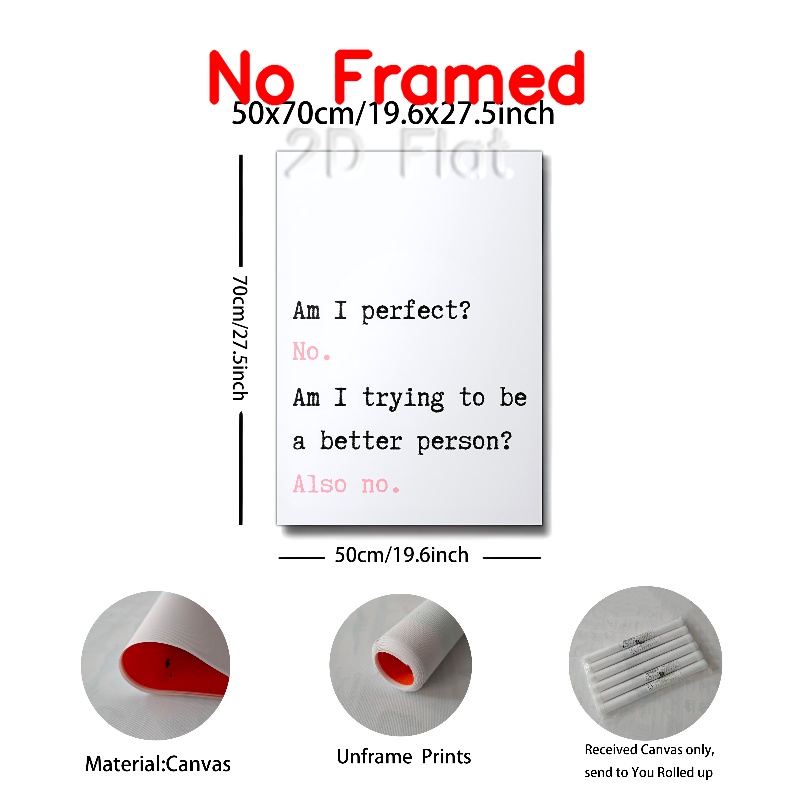 No Framed
50x70cm/19.6x27.5inch
2D Flat
70cm/27.5inch
Am I perfect?
No.
Am I trying to be
a better person?
Also no.
50cm/19.6inch
Material:Canvas
Unframe Prints
Received Canvas only,
send to You Rolled up